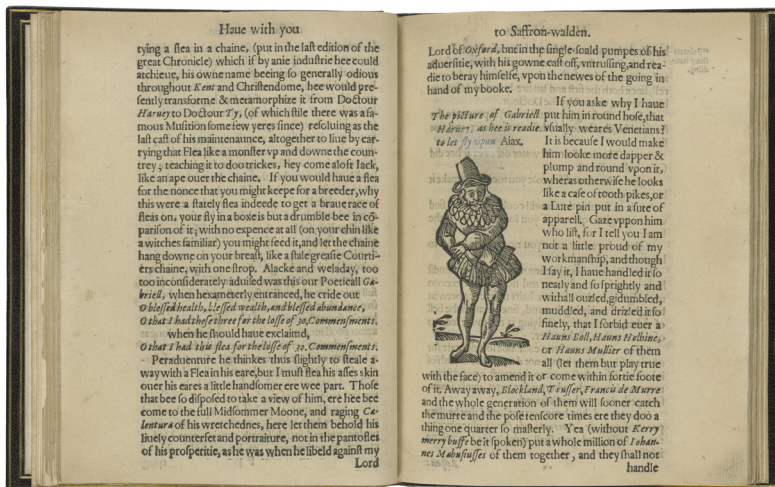 Haue with you
tying a flea in a chaine, (put in the last edition of the
great Chronicle) which if by anie industrie hee could
atchieue, his owne name beeing so generally odious
throughout Kent and Christendome, hee would pre-
sently transforme & metamorphize it from Doctour
Haruey to Doctour Ty, (of which stile there was a fa-
mous Musition some few yeres since) resoluing as the
last cast of his maintenaunce, altogether to liue by car-
rying that Flea like a monster vp and downe the coun-
trey; teaching it to doo trickes, hey come aloft Iack,
like an ape ouer the chaine. If you would haue a flea
for the nonce that you might keepe for a breeder, why
this were a stately flea indeede to get a braue race of
fleas on, your fly in a boxe is but a drumble-bee in cō-
parison of it; with no expence at all (on your chin like
a witches familiar) you might feed it, and let the chaine
hang downe on your breast, like a stale greasie Courti-
ers chaine, with one strop. Alacke and weladay, too
too inconsiderately aduised was this our Poeticall Ga-
briell, when hexameterly entranced, he cride out
O blessed health, blessed wealth, and blessed abundance,
O that I had these three for the losse of 30. Commensments.
when he should haue exclaimd,
O that I had this flea for the losse of 30. Commensments.
Peraduenture he thinkes thus slightly to steale a-
way with a Flea in his eare, but I must flea his asses skin
ouer his eares a little handsomer ere wee part. Those
that bee so disposed to take a view of him, ere hee bee
come to the full Midsommer Moone, and raging Ca-
lentura of his wretchednes, here let them behold his
liuely counterfet and portraiture, not in the pantofles
of his prosperitie, as he was when he libeld against my
Lord
to Saffron-walden.
Lord of Oxford, but in the single-soald pumpes of his
aduersitie, with his gowne cast off, vntrussing, and rea-
die to beray himselfe, vpon the newes of the going in
hand of my booke.
The picture of Gabriell
Haruey, as hee is readie
to let fly vpon Aiax.
If you aske why I haue
put him in round hose, that
vsually weares Venetians?
It is because I would make
him looke more dapper &
plump and round vpon it,
wheras otherwise he looks
like a case of tooth-pikes, or
a Lute pin put in a sute of
apparell. Gaze vppon him
who list, for I tell you I am
not a little proud of my
workmanship, and though
I say it, I haue handled it so
neatly and so sprightly and
withall ouzled, gidumbled,
muddled, and drizled it so
finely, that I forbid euer a
Hauns Boll, Hauns Holbine,
or Hauns Mullier of them
all (let them but play true
with the face) to amend it or come within fortie foote
of it. Away away, Blockland, Trusser, Francis de Murre
and the whole generation of them will sooner catch
the murre and the pose tenscore times ere they doo a
thing one quarter so masterly. Yea (without Kerry
merry buffe be it spoken) put a whole million of Iohan-
nes Mabusiusses of them together, and they shall not
handle